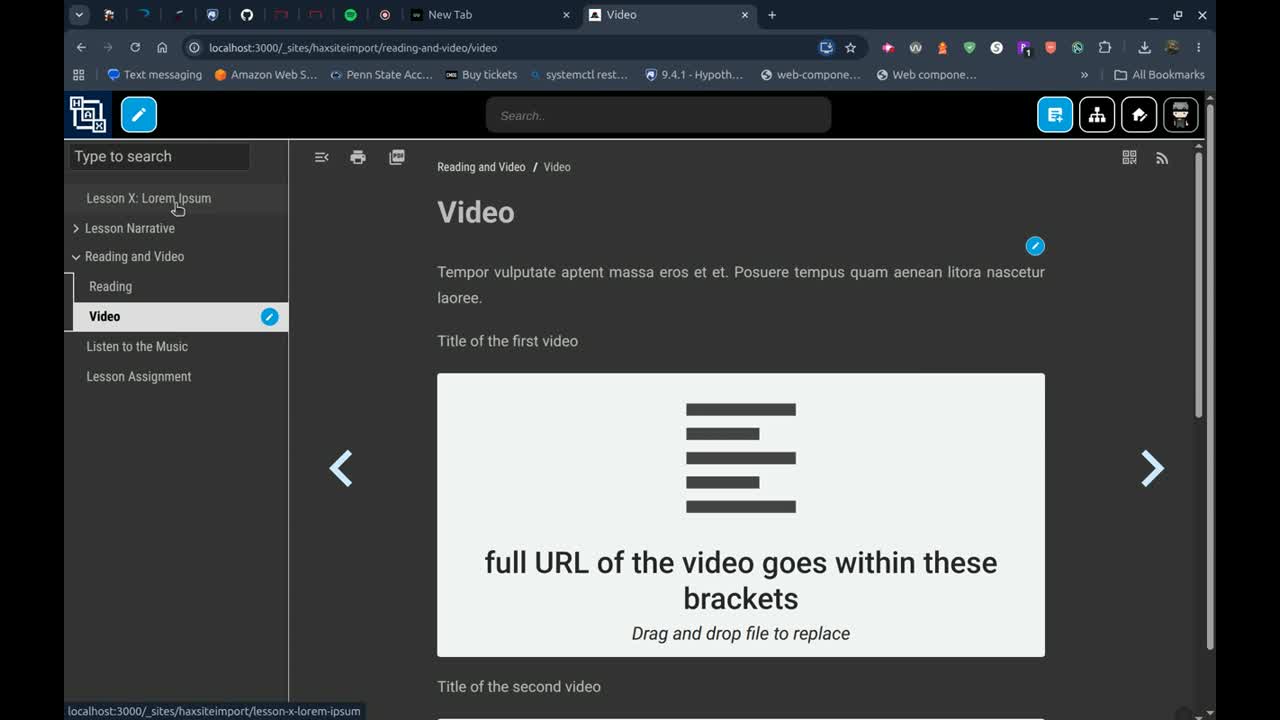 New Tab
Video
localhost:3000/_sites/haxsiteimport/reading-and-video/video
1
Text messaging
Amazon Web S...
Penn State Acc...
Buy tickets
systemctl rest...
9.4.1 - Hypoth...
web-compone...
Web compone...
»
All Bookmarks
H
A
X
Search..
Type to search
PDF
Reading and Video / Video
Lesson X: Lorem Ipsum
Lesson Narrative
Reading and Video
Reading
Video
Listen to the Music
Lesson Assignment
Video
Tempor vulputate aptent massa eros et et. Posuere tempus quam aenean litora nascetur
laoree.
Title of the first video
full URL of the video goes within these
brackets
Drag and drop file to replace
Title of the second video
localhost:3000/_sites/haxsiteimport/lesson-x-lorem-ipsum